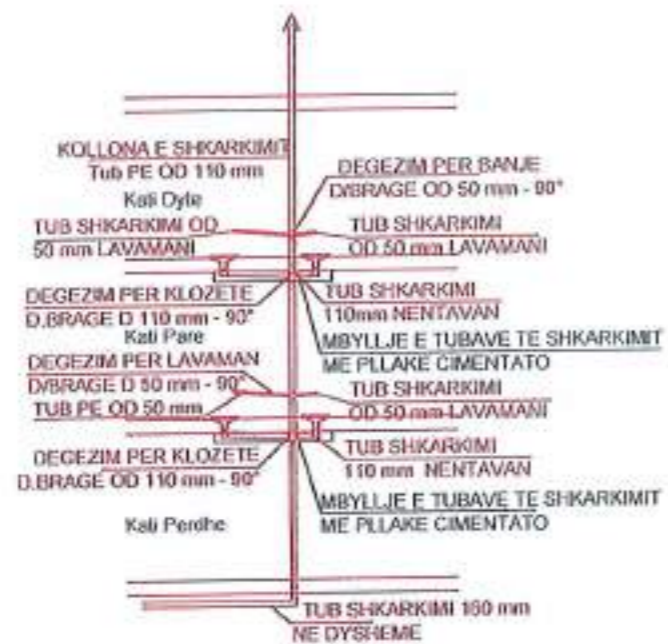 KOLLONA E SHKARKIMIT
Tub PE OD 110 mm
DEGEZIM PER BANJE
D/BRAGE OD 50 mm - 90°
Kati Dyte
TUB SHKARKIMI OD
50 mm LAVAMANI
TUB SHKARKIMI
OD 50 mm LAVAMANI
DEGEZIM PER KLOZETE
D.BRAGE D 110 mm - 90°
TUB SHKARKIMI
110mm NENTAVAN
Kati Pare
MBYLLJE E TUBAVE TE SHKARKIMIT
ME PLLAKE CIMENTATO
DEGEZIM PER LAVAMAN
D/BRAGE D 50 mm - 90°
TUB PE OD 50 mm
TUB SHKARKIMI
OD 50 mm LAVAMANI
DEGEZIM PER KLOZETE
D.BRAGE OD 110 mm - 90°
TUB SHKARKIMI
110 mm NENTAVAN
MBYLLJE E TUBAVE TE SHKARKIMIT
ME PLLAKE CIMENTATO
Kati Perdhe
TUB SHKARKIMI 160 mm
NE DYSHEME